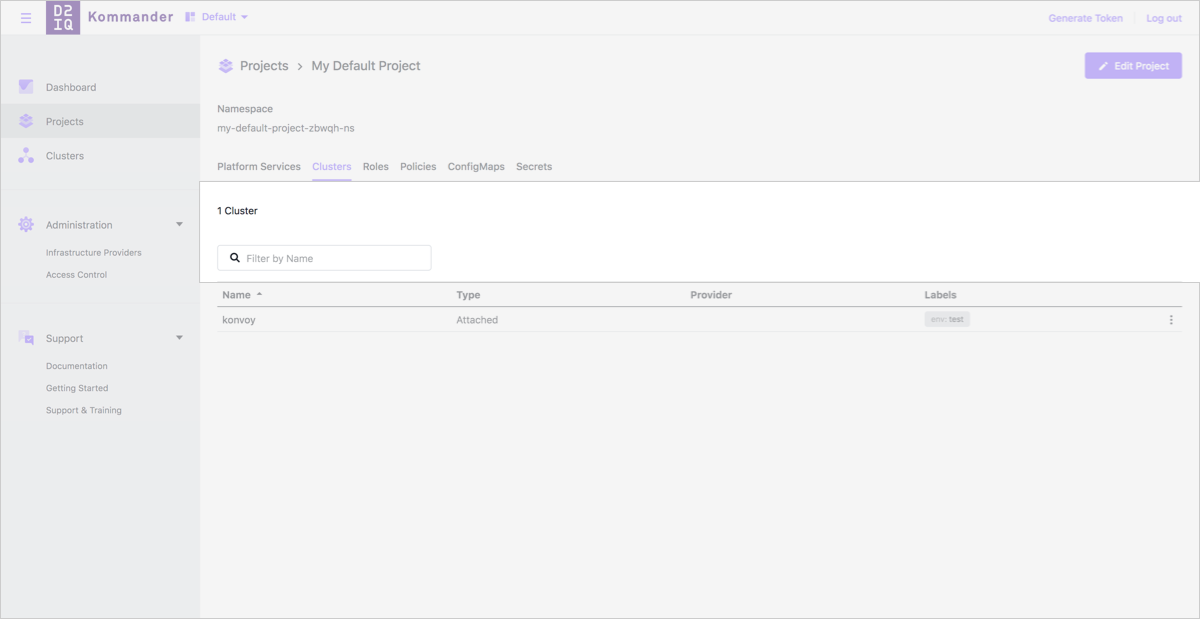 D2
IQ
Kommander
Default
Generate Token
Log out
Dashboard
Projects
Clusters
Administration
Infrastructure Providers
Access Control
Support
Documentation
Getting Started
Support & Training
Projects > My Default Project
Edit Project
Namespace
my-default-project-zbwqh-ns
Platform Services Clusters Roles Policies ConfigMaps Secrets
1 Cluster
Filter by Name
Name Type Provider Labels
konvoy Attached env: test